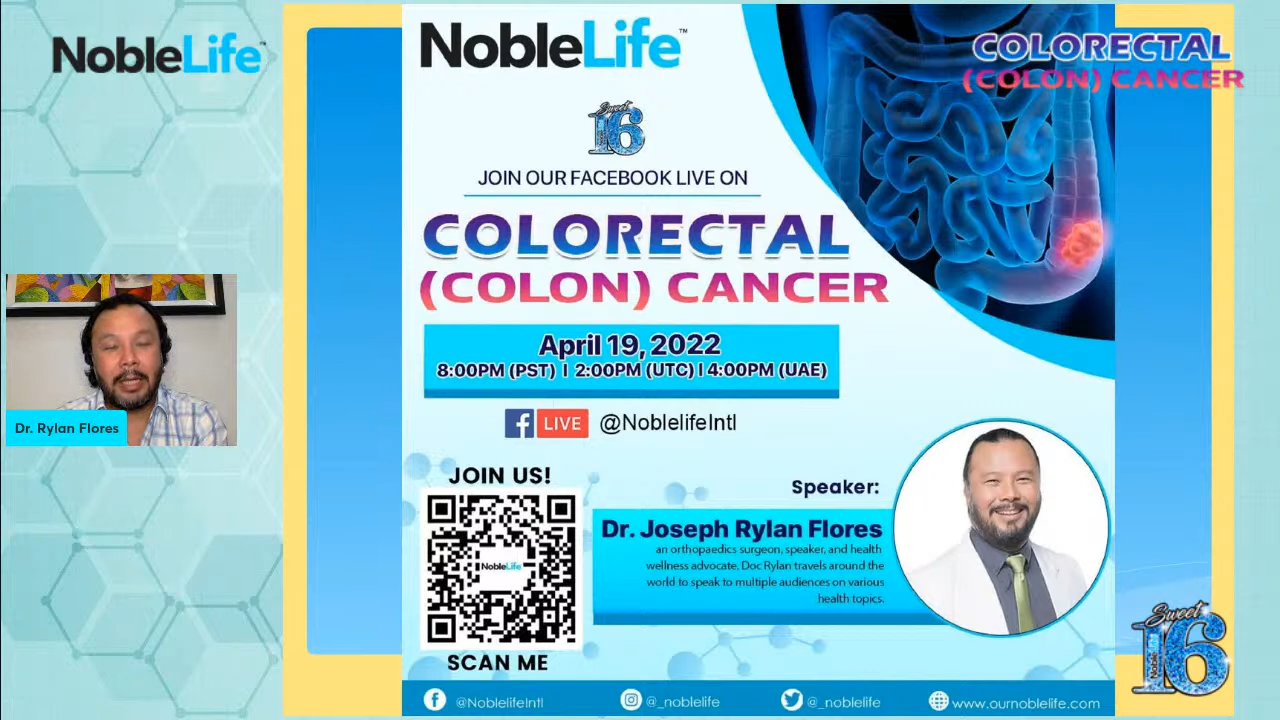 NobleLife™
COLORECTAL
(COLON) CANCER
Dr. Rylan Flores
NobleLife™
Sweet
16
JOIN OUR FACEBOOK LIVE ON
COLORECTAL
(COLON) CANCER
April 19, 2022
8:00PM (PST) I 2:00PM (UTC) I 4:00PM (UAE)
f LIVE @NoblelifeIntl
JOIN US!
NobleLife
SCAN ME
Speaker:
Dr. Joseph Rylan Flores
an orthopaedics surgeon, speaker, and health
wellness advocate. Doc Rylan travels around the
world to speak to multiple audiences on various
health topics.
@NoblelifeIntl @_noblelife @_noblelife www.ournoblelife.com
Sweet
16